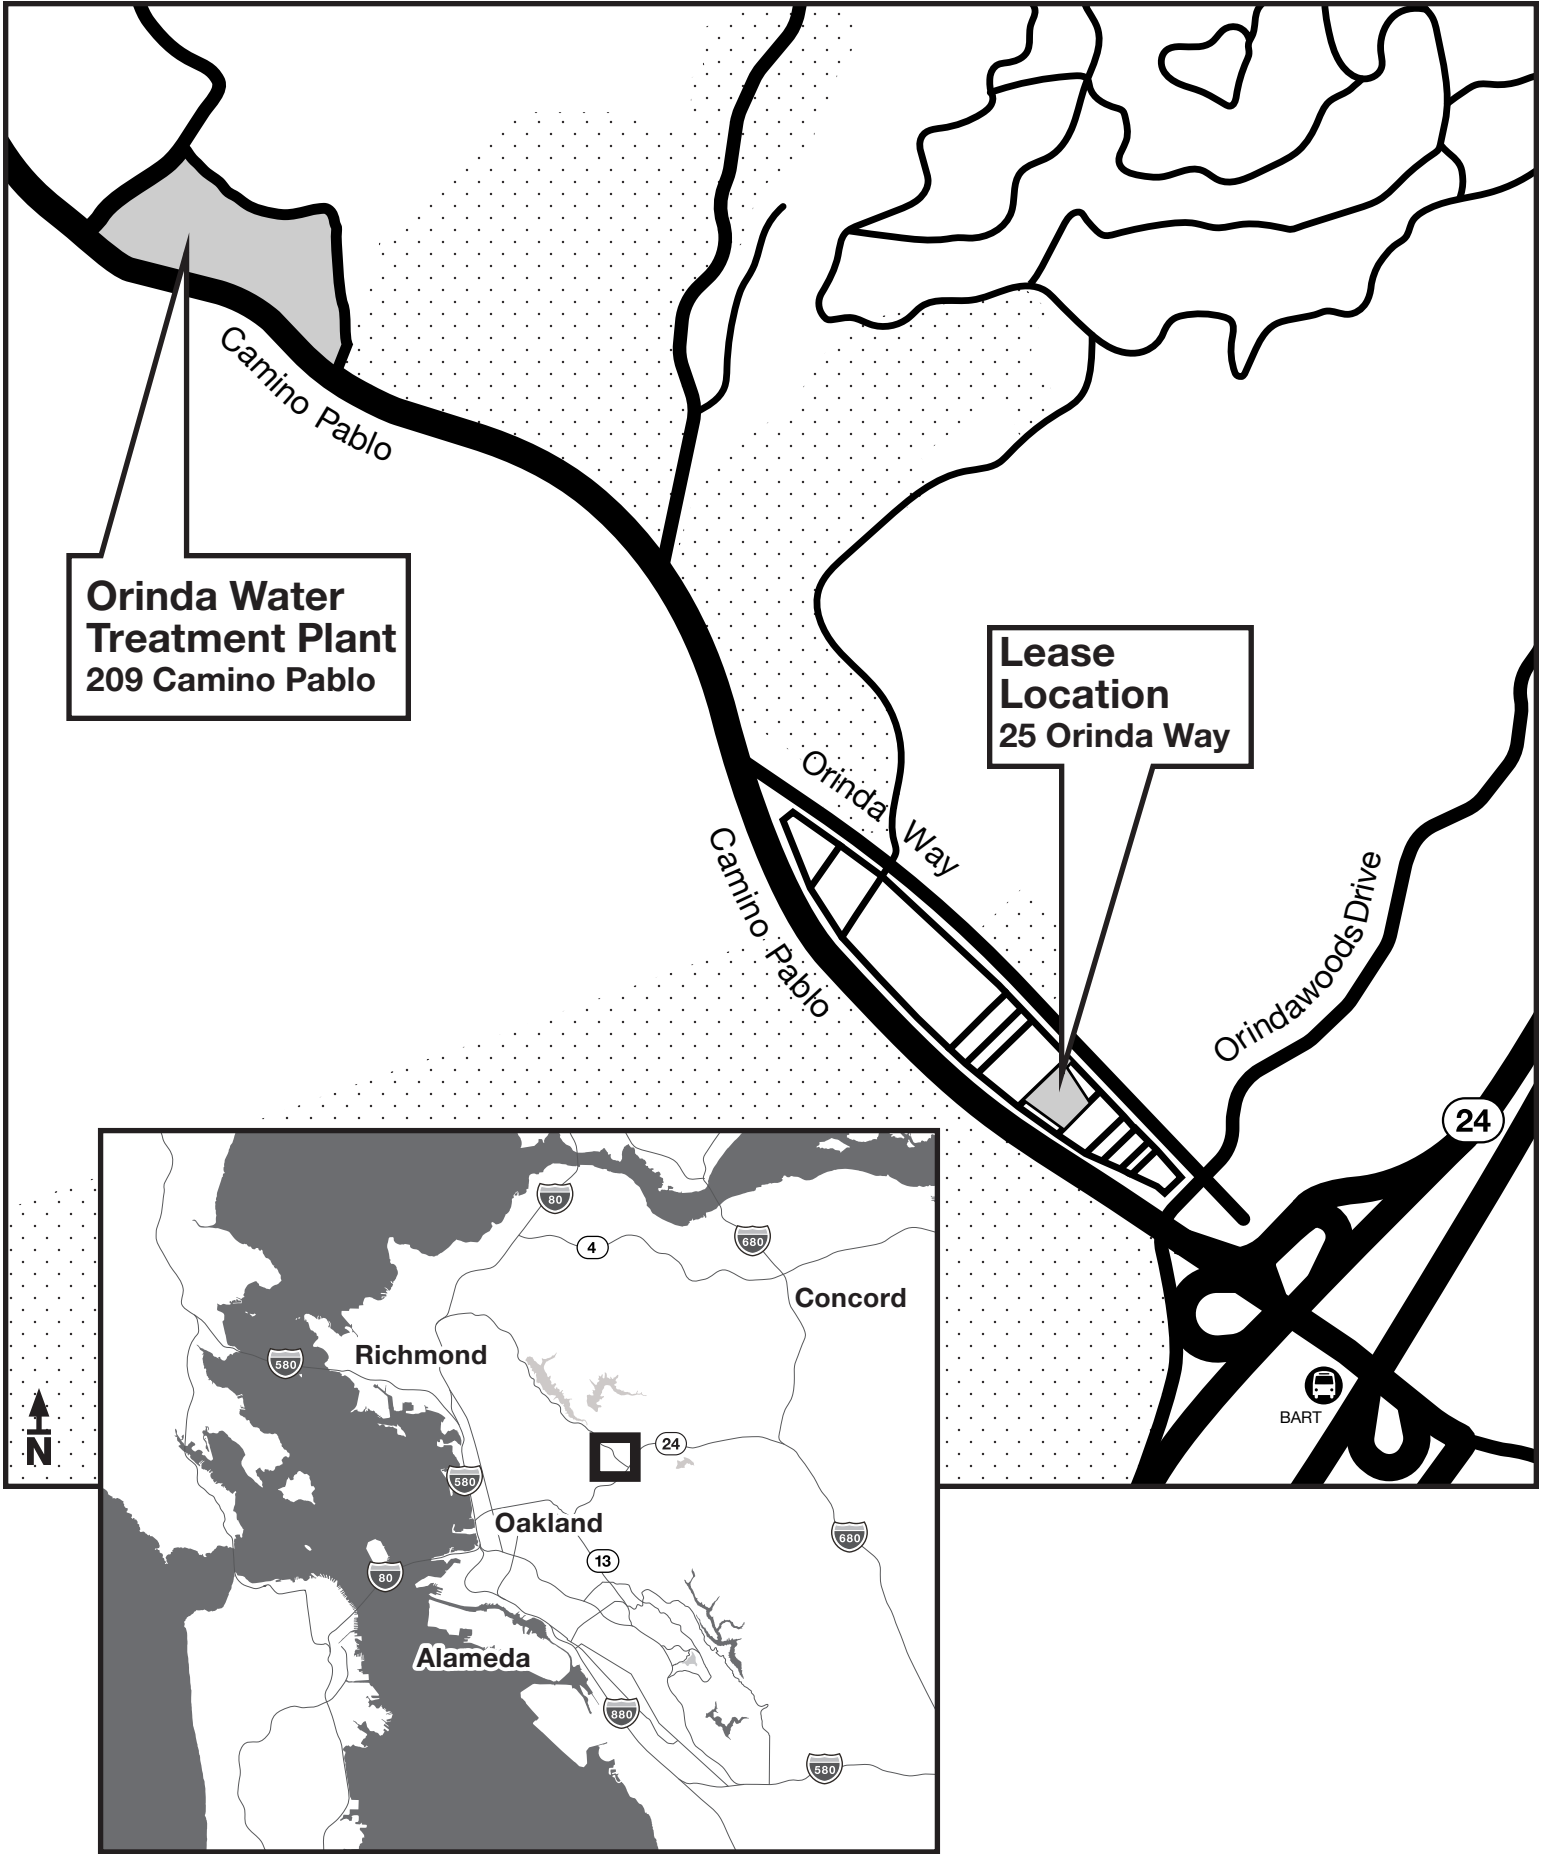 Camino Pablo
Orinda Water
Treatment Plant
209 Camino Pablo
Lease
Location
25 Orinda Way
Orinda Way
Camino Pablo
Orindawoods Drive
24
BART
N
80
4
680
Concord
Richmond
580
24
580
Oakland
680
13
80
Alameda
880
580